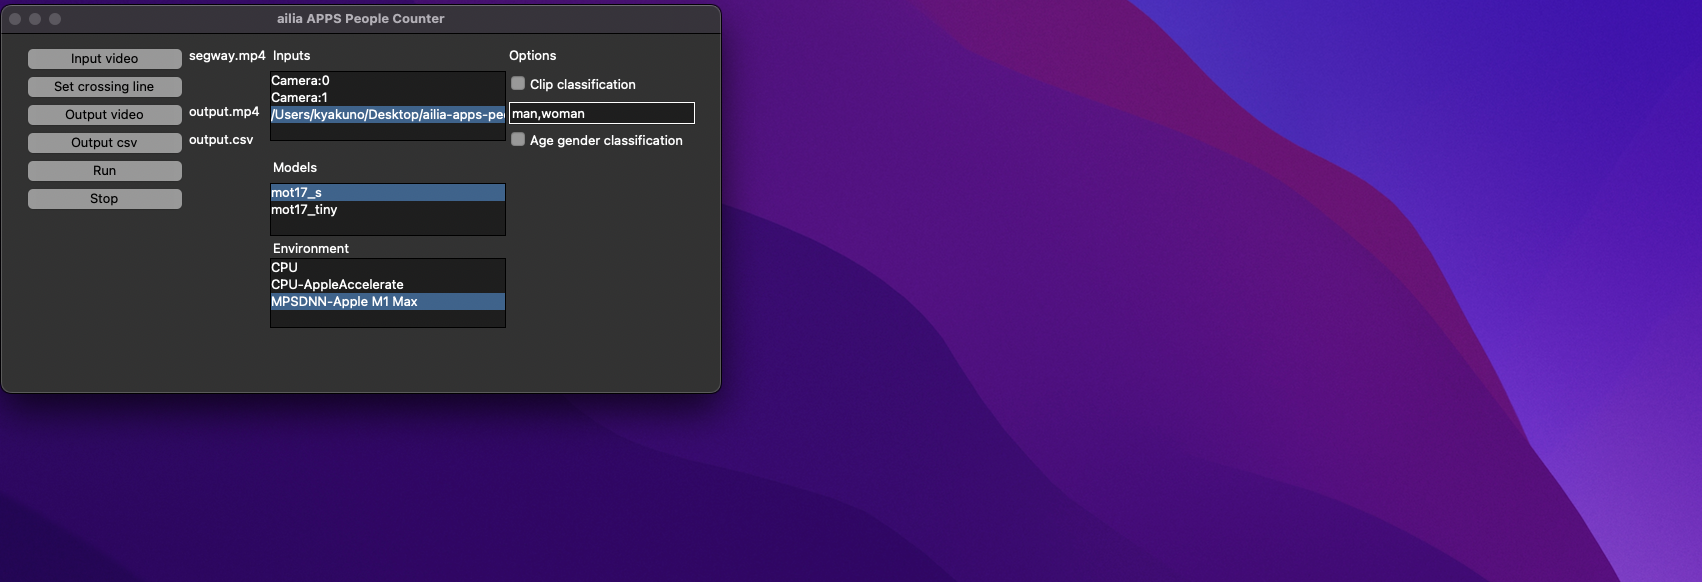 ailia APPS People Counter
Input video
segway.mp4
Set crossing line
Output video
output.mp4
Output csv
output.csv
Run
Stop
Inputs
Camera:0
Camera:1
/Users/kyakuno/Desktop/ailia-apps-pe
Models
mot17_s
mot17_tiny
Environment
CPU
CPU-AppleAccelerate
MPSDNN-Apple M1 Max
Options
Clip classification
man,woman
Age gender classification